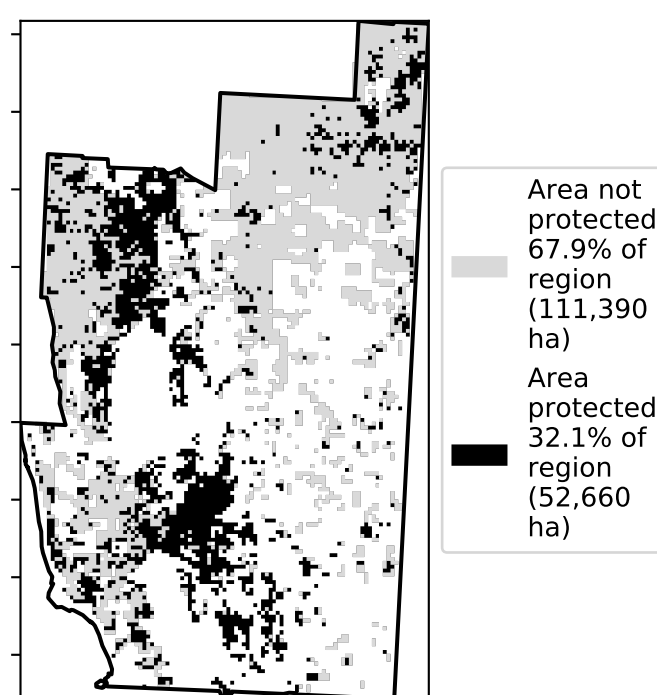 Area not
protected
67.9% of
region
(111,390
ha)
Area
protected
32.1% of
region
(52,660
ha)